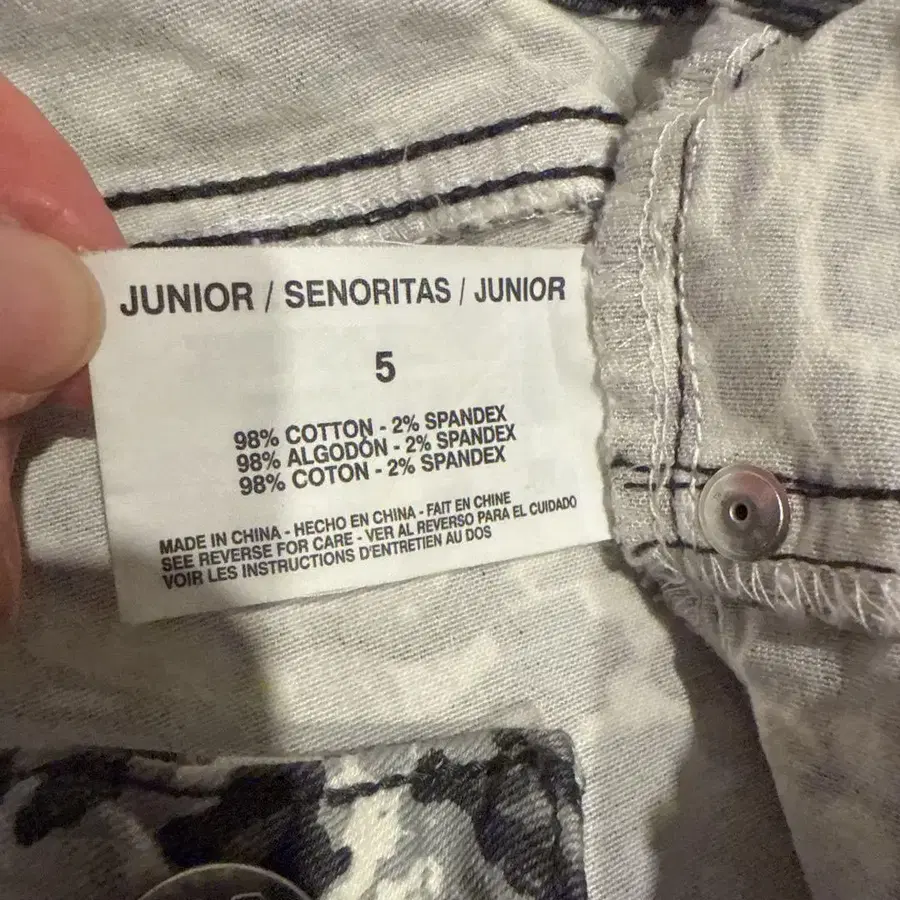 JUNIOR / SENORITAS / JUNIOR
5
98% COTTON - 2% SPANDEX
98% ALGODÓN - 2% SPANDEX
98% COTON - 2% SPANDEX
MADE IN CHINA - HECHO EN CHINA - FAIT EN CHINE
SEE REVERSE FOR CARE - VER AL REVERSO PARA EL CUIDADO
VOIR LES INSTRUCTIONS D'ENTRETIEN AU DOS